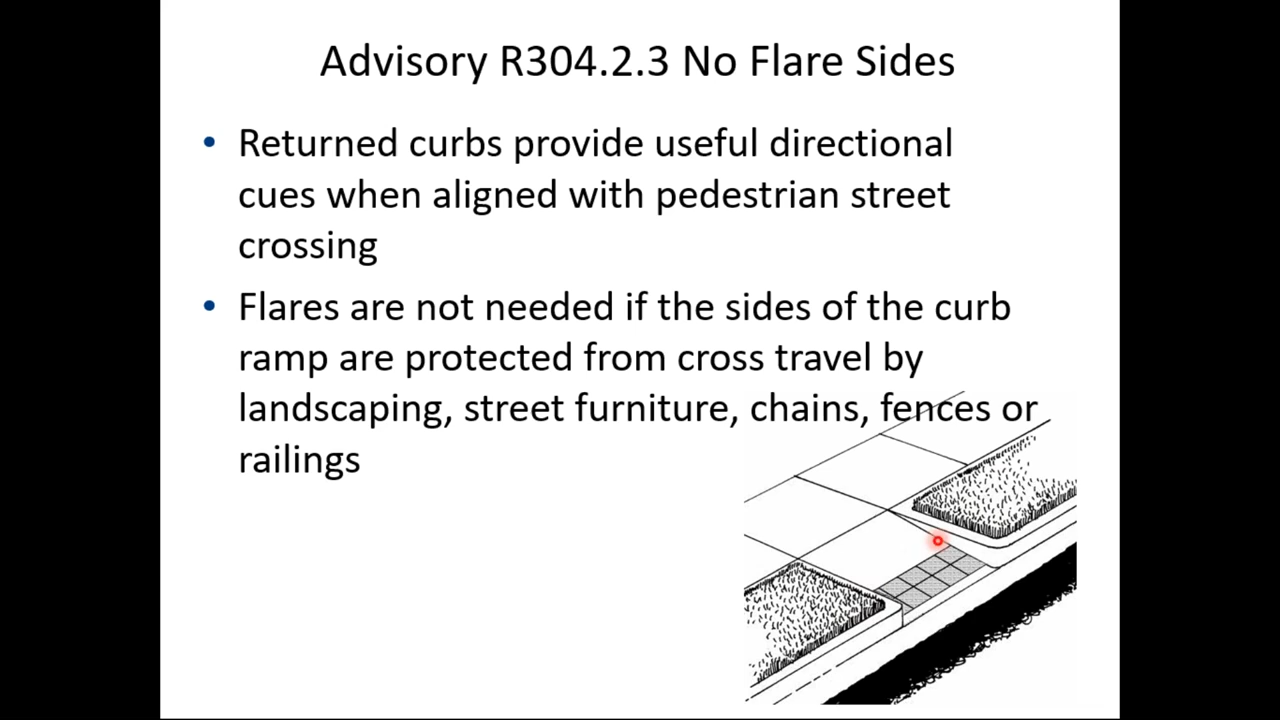 Advisory R304.2.3 No Flare Sides
• Returned curbs provide useful directional
cues when aligned with pedestrian street
crossing
• Flares are not needed if the sides of the curb
ramp are protected from cross travel by
landscaping, street furniture, chains, fences or
railings